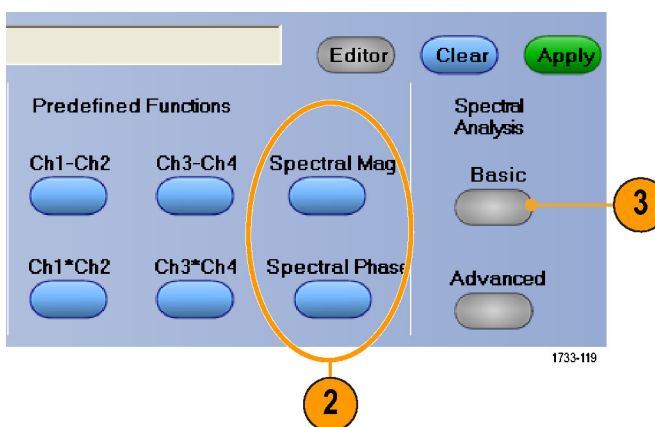 Editor Clear Apply
Predefined Functions
Spectral
Analysis
Ch1-Ch2 Ch3-Ch4 Spectral Mag
Basic
3
Ch1*Ch2 Ch3*Ch4 Spectral Phase
Advanced
1733-119
2